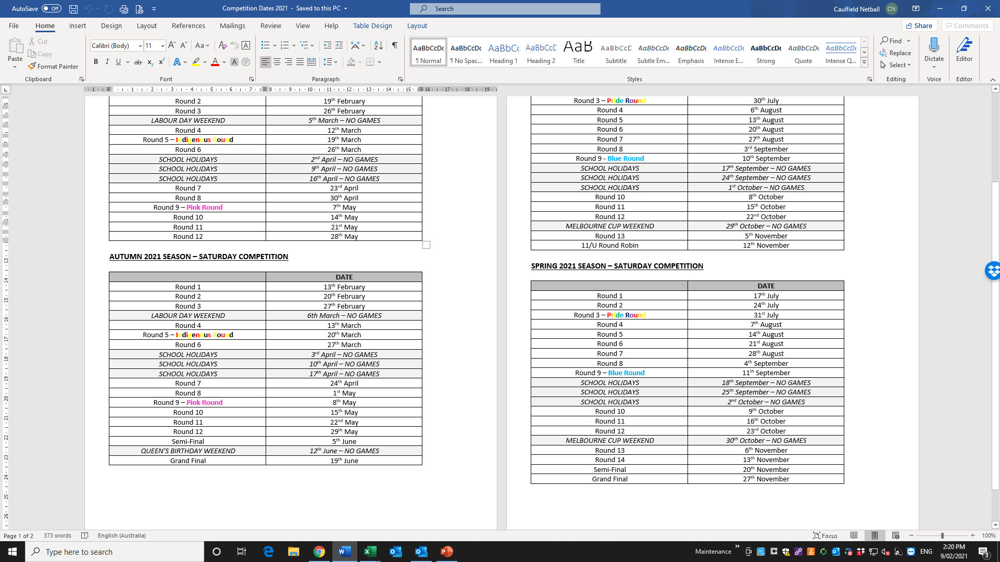 AutoSave Off
Competition Dates 2021 - Saved to this PC
Search
Caulfield Netball CN
File Home Insert Design Layout References Mailings Review View Help Table Design Layout
Share Comments
Paste
Cut
Copy
Format Painter
Clipboard
Calibri (Body) 11
Font
Paragraph
AaBbCcDc AaBbCcDc AaBbCc AaBbCcD AaB AaBbCcD AaBbCcDc AaBbCcDc AaBbCcDc AaBbCcDc AaBbCcDc AaBbCcDc
¶ Normal ¶ No Spac... Heading 1 Heading 2 Title Subtitle Subtle Em... Emphasis Intense E... Strong Quote Intense Q...
Styles
Find
Replace
Select
Editing
Dictate
Voice
Editor
Editor
Round 2 19th February
Round 3 26th February
LABOUR DAY WEEKEND 5th March – NO GAMES
Round 4 12th March
Round 5 – Indigenous Round 19th March
Round 6 26th March
SCHOOL HOLIDAYS 2nd April – NO GAMES
SCHOOL HOLIDAYS 9th April – NO GAMES
SCHOOL HOLIDAYS 16th April – NO GAMES
Round 7 23rd April
Round 8 30th April
Round 9 – Pink Round 7th May
Round 10 14th May
Round 11 21st May
Round 12 28th May
AUTUMN 2021 SEASON – SATURDAY COMPETITION
DATE
Round 1 13th February
Round 2 20th February
Round 3 27th February
LABOUR DAY WEEKEND 6th March – NO GAMES
Round 4 13th March
Round 5 – Indigenous Round 20th March
Round 6 27th March
SCHOOL HOLIDAYS 3rd April – NO GAMES
SCHOOL HOLIDAYS 10th April – NO GAMES
SCHOOL HOLIDAYS 17th April – NO GAMES
Round 7 24th April
Round 8 1st May
Round 9 – Pink Round 8th May
Round 10 15th May
Round 11 22nd May
Round 12 29th May
Semi-Final 5th June
QUEEN'S BIRTHDAY WEEKEND 12th June – NO GAMES
Grand Final 19th June
Round 3 – Pride Round 30th July
Round 4 6th August
Round 5 13th August
Round 6 20th August
Round 7 27th August
Round 8 3rd September
Round 9 - Blue Round 10th September
SCHOOL HOLIDAYS 17th September – NO GAMES
SCHOOL HOLIDAYS 24th September – NO GAMES
SCHOOL HOLIDAYS 1st October – NO GAMES
Round 10 8th October
Round 11 15th October
Round 12 22nd October
MELBOURNE CUP WEEKEND 29th October – NO GAMES
Round 13 5th November
11/U Round Robin 12th November
SPRING 2021 SEASON – SATURDAY COMPETITION
DATE
Round 1 17th July
Round 2 24th July
Round 3 – Pride Round 31st July
Round 4 7th August
Round 5 14th August
Round 6 21st August
Round 7 28th August
Round 8 4th September
Round 9 – Blue Round 11th September
SCHOOL HOLIDAYS 18th September – NO GAMES
SCHOOL HOLIDAYS 25th September – NO GAMES
SCHOOL HOLIDAYS 2nd October – NO GAMES
Round 10 9th October
Round 11 16th October
Round 12 23rd October
MELBOURNE CUP WEEKEND 30th October – NO GAMES
Round 13 6th November
Round 14 13th November
Semi-Final 20th November
Grand Final 27th November
Page 1 of 2 373 words English (Australia)
Focus 100%
Type here to search
Maintenance
ENG
2:20 PM
9/02/2021
3